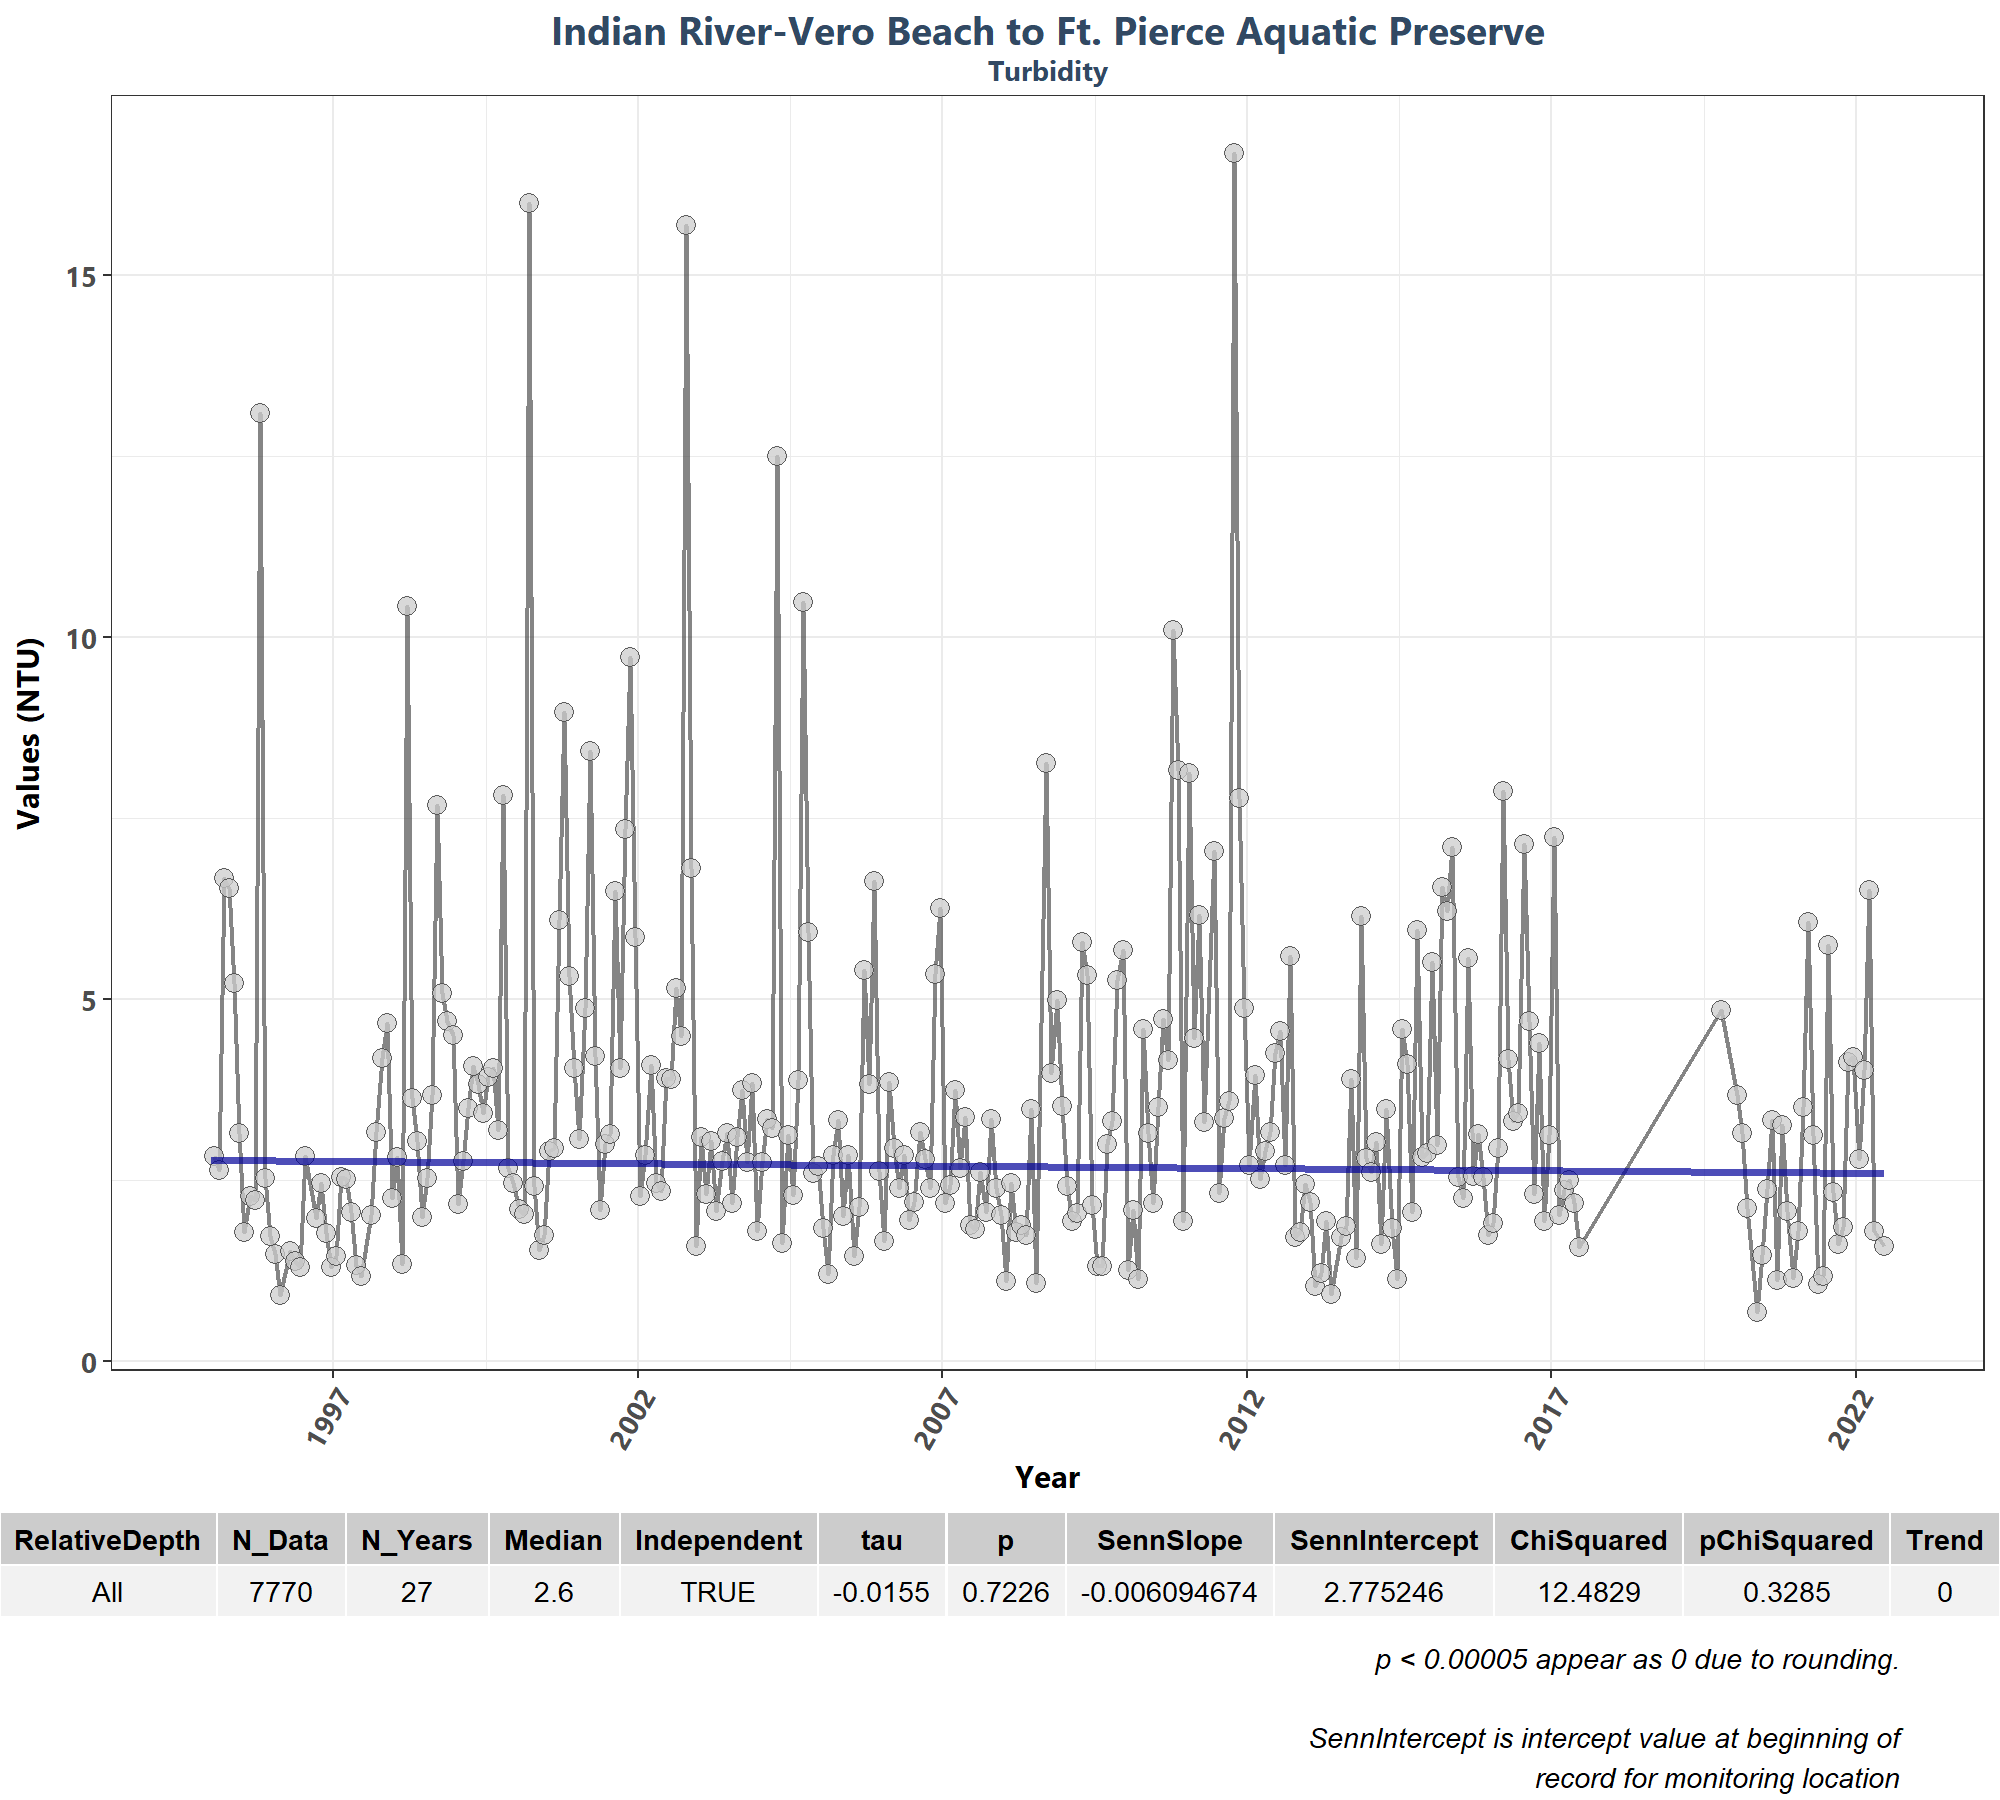 Indian River-Vero Beach to Ft. Pierce Aquatic Preserve
Turbidity
Values (NTU)
15
10
5
0
1997
2002
2007
2012
2017
2022
Year
RelativeDepth N_Data N_Years Median Independent tau p SennSlope SennIntercept ChiSquared pChiSquared Trend
All 7770 27 2.6 TRUE -0.0155 0.7226 -0.006094674 2.775246 12.4829 0.3285 0
p < 0.00005 appear as 0 due to rounding.
SennIntercept is intercept value at beginning of
record for monitoring location